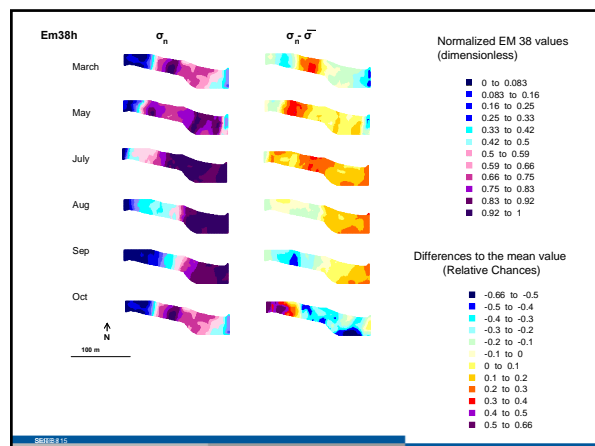 Em38h σn σn- σ̅
March
May
July
Aug
Sep
Oct
N
100 m
Normalized EM 38 values
(dimensionless)
0 to 0.083
0.083 to 0.16
0.16 to 0.25
0.25 to 0.33
0.33 to 0.42
0.42 to 0.5
0.5 to 0.59
0.59 to 0.66
0.66 to 0.75
0.75 to 0.83
0.83 to 0.92
0.92 to 1
Differences to the mean value
(Relative Chances)
-0.66 to -0.5
-0.5 to -0.4
-0.4 to -0.3
-0.3 to -0.2
-0.2 to -0.1
-0.1 to 0
0 to 0.1
0.1 to 0.2
0.2 to 0.3
0.3 to 0.4
0.4 to 0.5
0.5 to 0.66